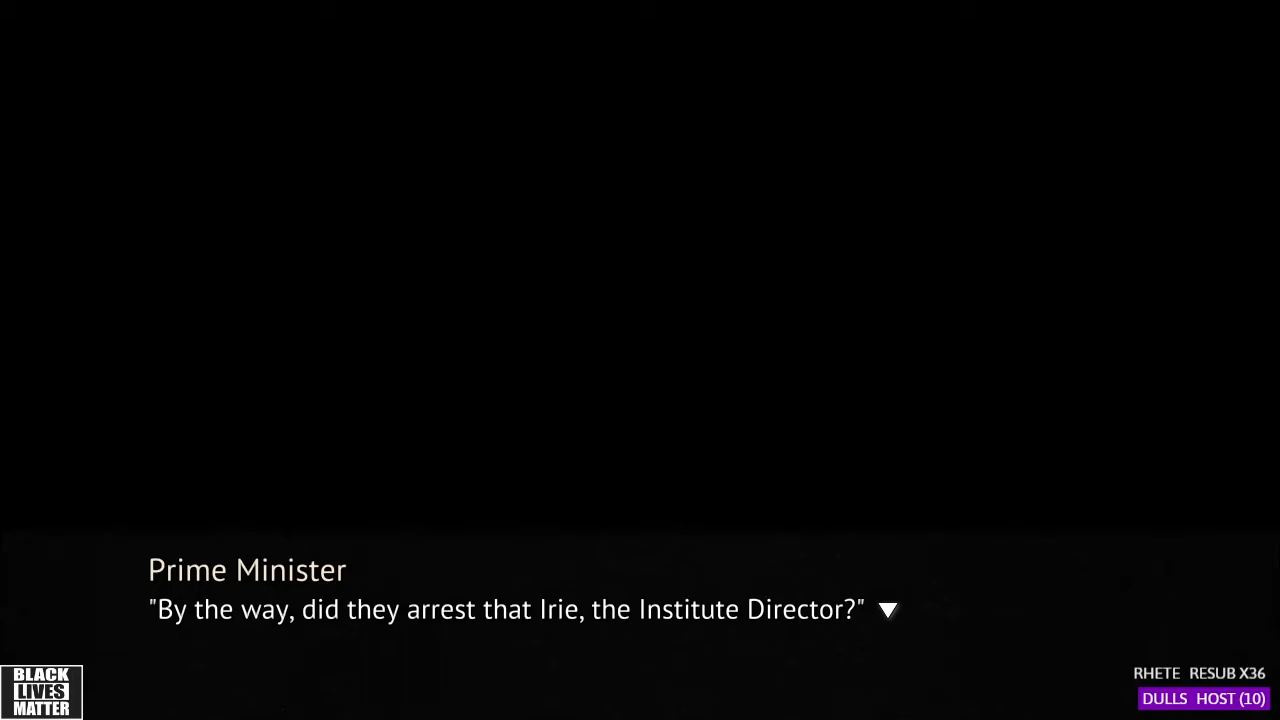 Prime Minister
"By the way, did they arrest that Irie, the Institute Director?"
BLACK
LIVES
MATTER
RHETE RESUB X36
DULLS HOST (10)